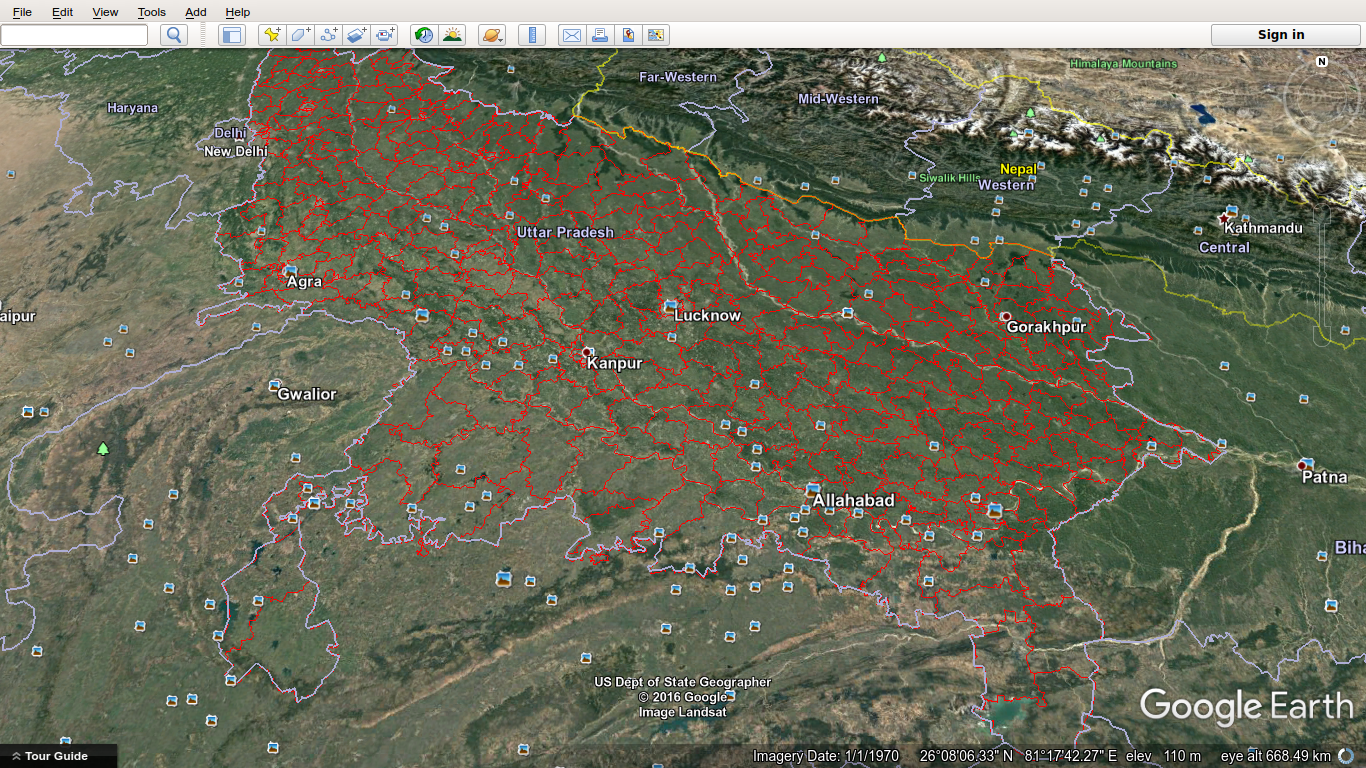 File Edit View Tools Add Help
Sign in
N
Himalaya Mountains
Far-Western
Mid-Western
Haryana
Delhi
New Delhi
Nepal
Siwalik Hills
Western
Kathmandu
Central
Uttar Pradesh
Agra
aipur
Lucknow
Gorakhpur
Kanpur
Gwalior
Patna
Allahabad
Biha
US Dept of State Geographer
© 2016 Google
Image Landsat
Google Earth
Tour Guide
Imagery Date: 1/1/1970 26°08'06.33" N 81°17'42.27" E elev 110 m eye alt 668.49 km